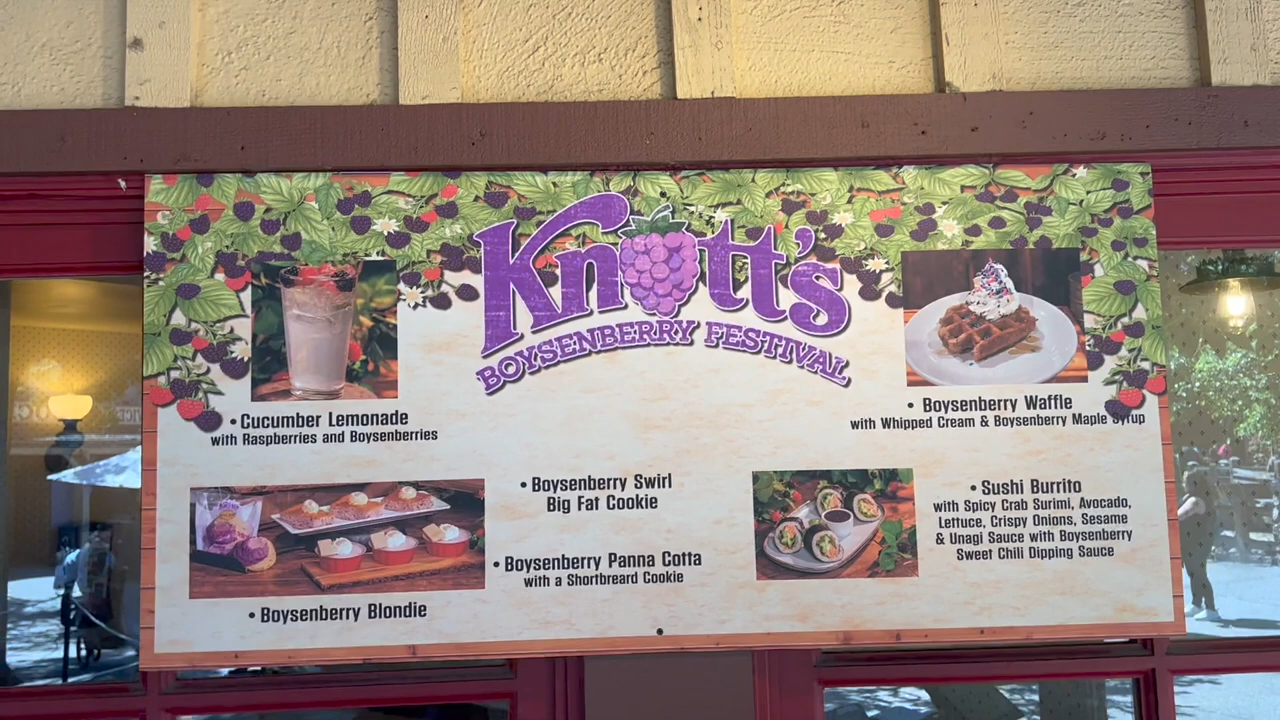 Knott's
BOYSENBERRY FESTIVAL
• Cucumber Lemonade
with Raspberries and Boysenberries
• Boysenberry Waffle
with Whipped Cream & Boysenberry Maple Syrup
• Boysenberry Swirl
Big Fat Cookie
• Boysenberry Panna Cotta
with a Shortbreard Cookie
• Boysenberry Blondie
• Sushi Burrito
with Spicy Crab Surimi, Avocado,
Lettuce, Crispy Onions, Sesame
& Unagi Sauce with Boysenberry
Sweet Chili Dipping Sauce